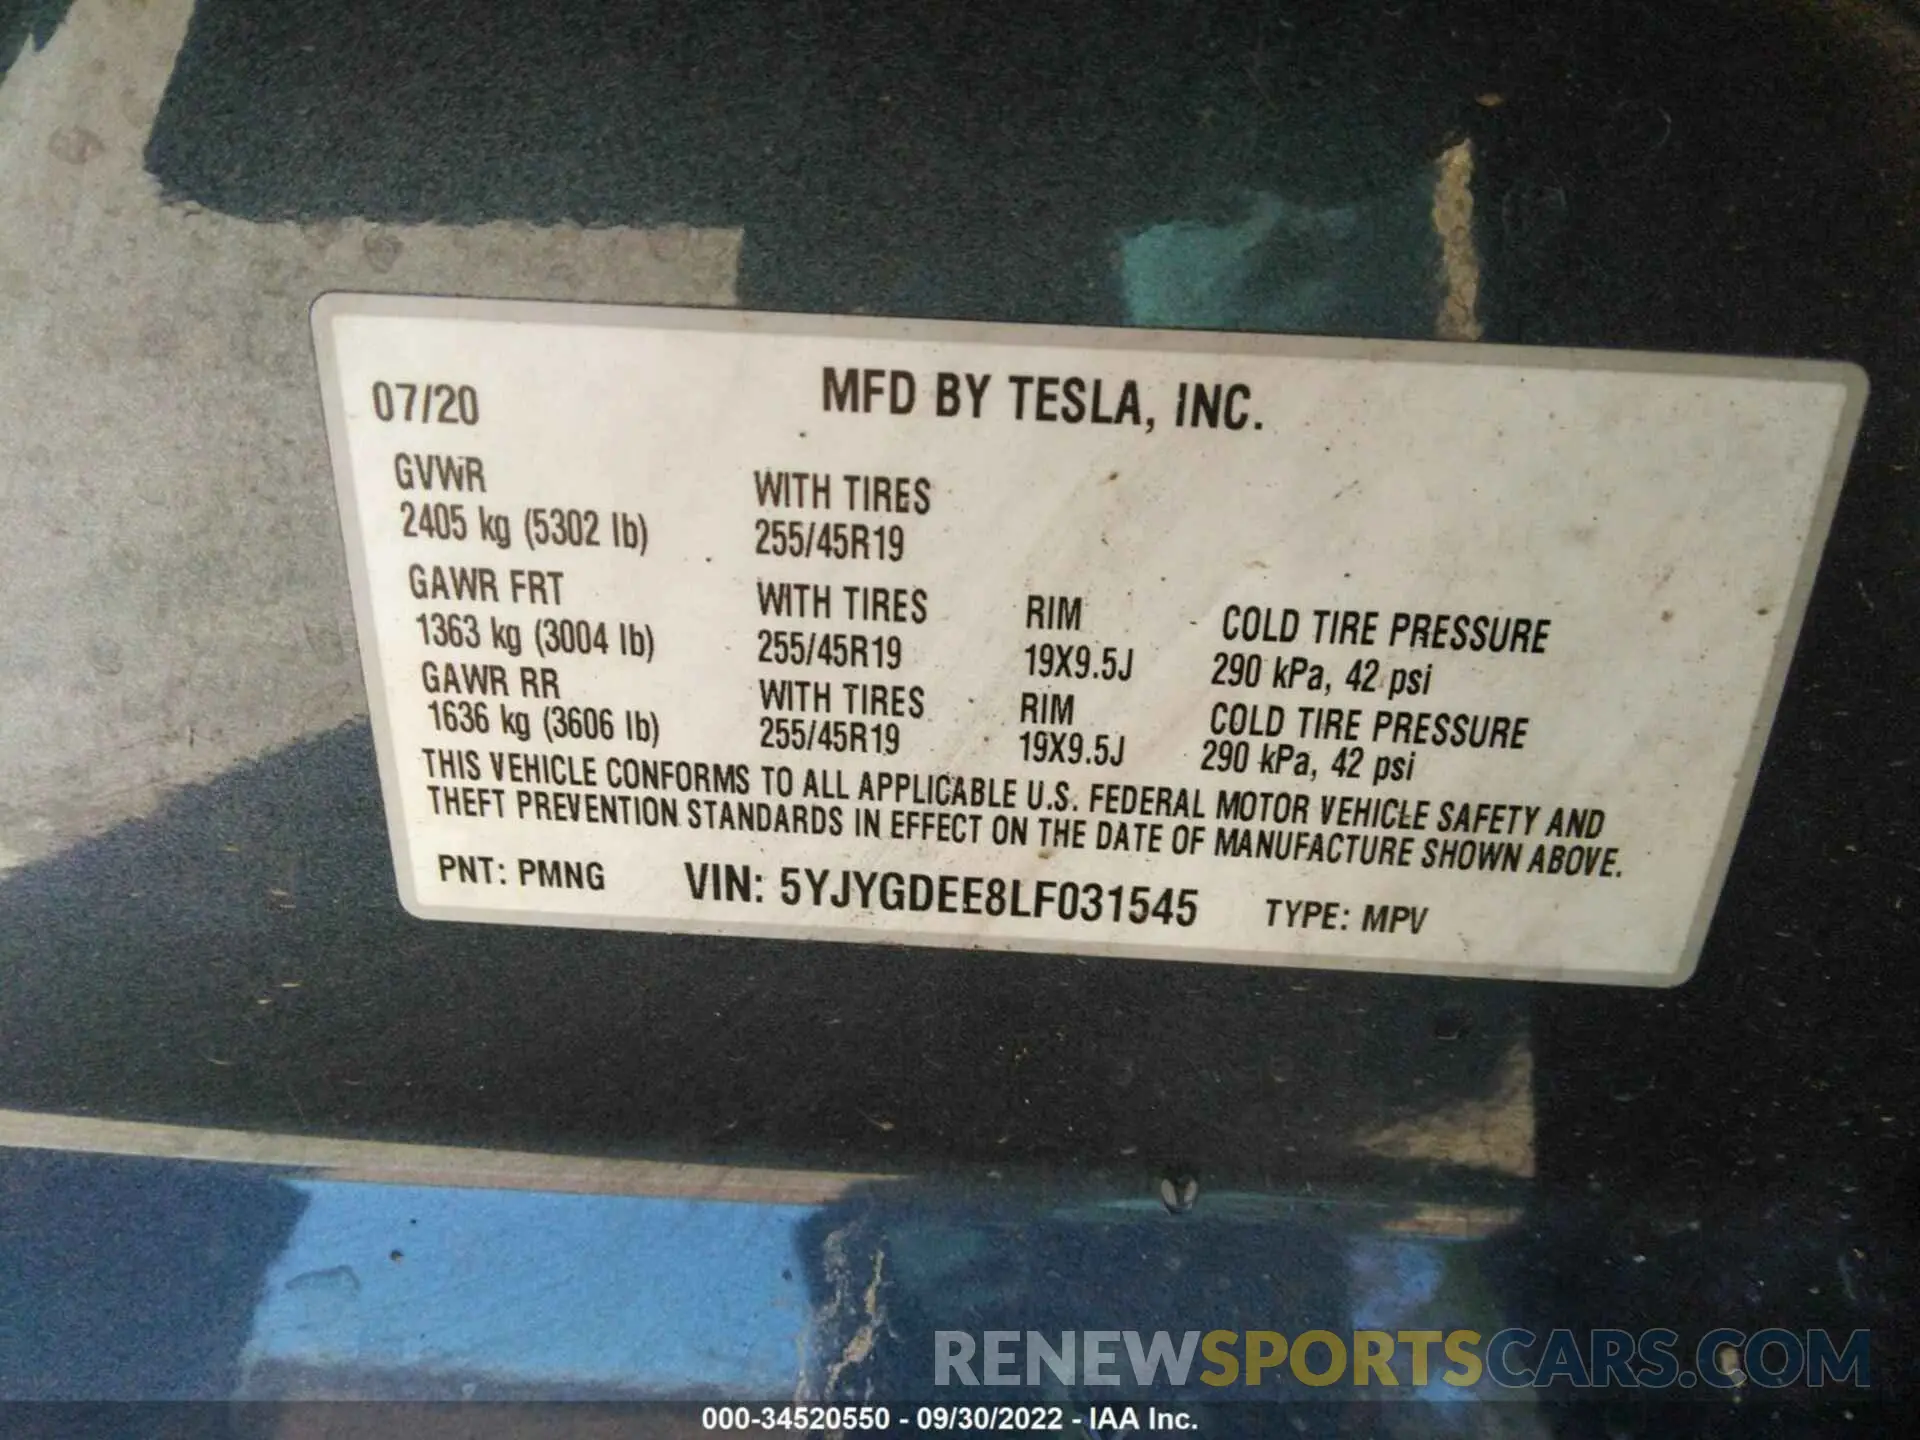 07/20 MFD BY TESLA, INC.
GVWR WITH TIRES
2405 kg (5302 lb) 255/45R19
GAWR FRT WITH TIRES RIM COLD TIRE PRESSURE
1363 kg (3004 lb) 255/45R19 19X9.5J 290 kPa, 42 psi
GAWR RR WITH TIRES RIM COLD TIRE PRESSURE
1636 kg (3606 lb) 255/45R19 19X9.5J 290 kPa, 42 psi
THIS VEHICLE CONFORMS TO ALL APPLICABLE U.S. FEDERAL MOTOR VEHICLE SAFETY AND
THEFT PREVENTION STANDARDS IN EFFECT ON THE DATE OF MANUFACTURE SHOWN ABOVE.
PNT: PMNG VIN: 5YJYGDEE8LF031545 TYPE: MPV
RENEWSPORTSCARS.COM
000-34520550 - 09/30/2022 - IAA Inc.